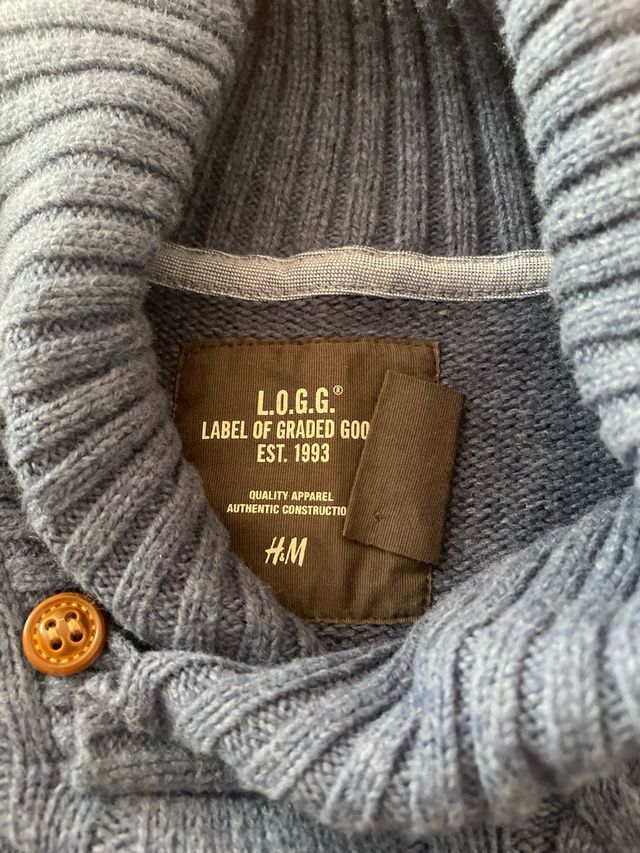 L.O.G.G.®
LABEL OF GRADED GOO
EST. 1993
QUALITY APPAREL
AUTHENTIC CONSTRUCTIO
H&M